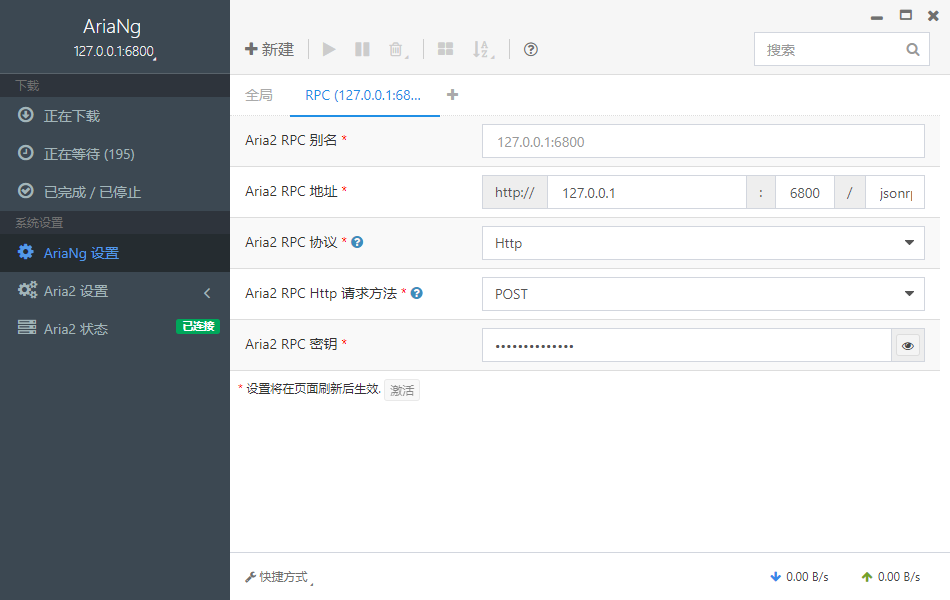 AriaNg
127.0.0.1:6800
下载
正在下载
正在等待 (195)
已完成 / 已停止
系统设置
AriaNg 设置
Aria2 设置
Aria2 状态 已连接
新建
搜索
全局 RPC (127.0.0.1:68...
Aria2 RPC 别名 * 127.0.0.1:6800
Aria2 RPC 地址 * http:// 127.0.0.1 : 6800 / jsonr
Aria2 RPC 协议 * Http
Aria2 RPC Http 请求方法 * POST
Aria2 RPC 密钥 * ••••••••••••••
* 设置将在页面刷新后生效. 激活
快捷方式 0.00 B/s 0.00 B/s